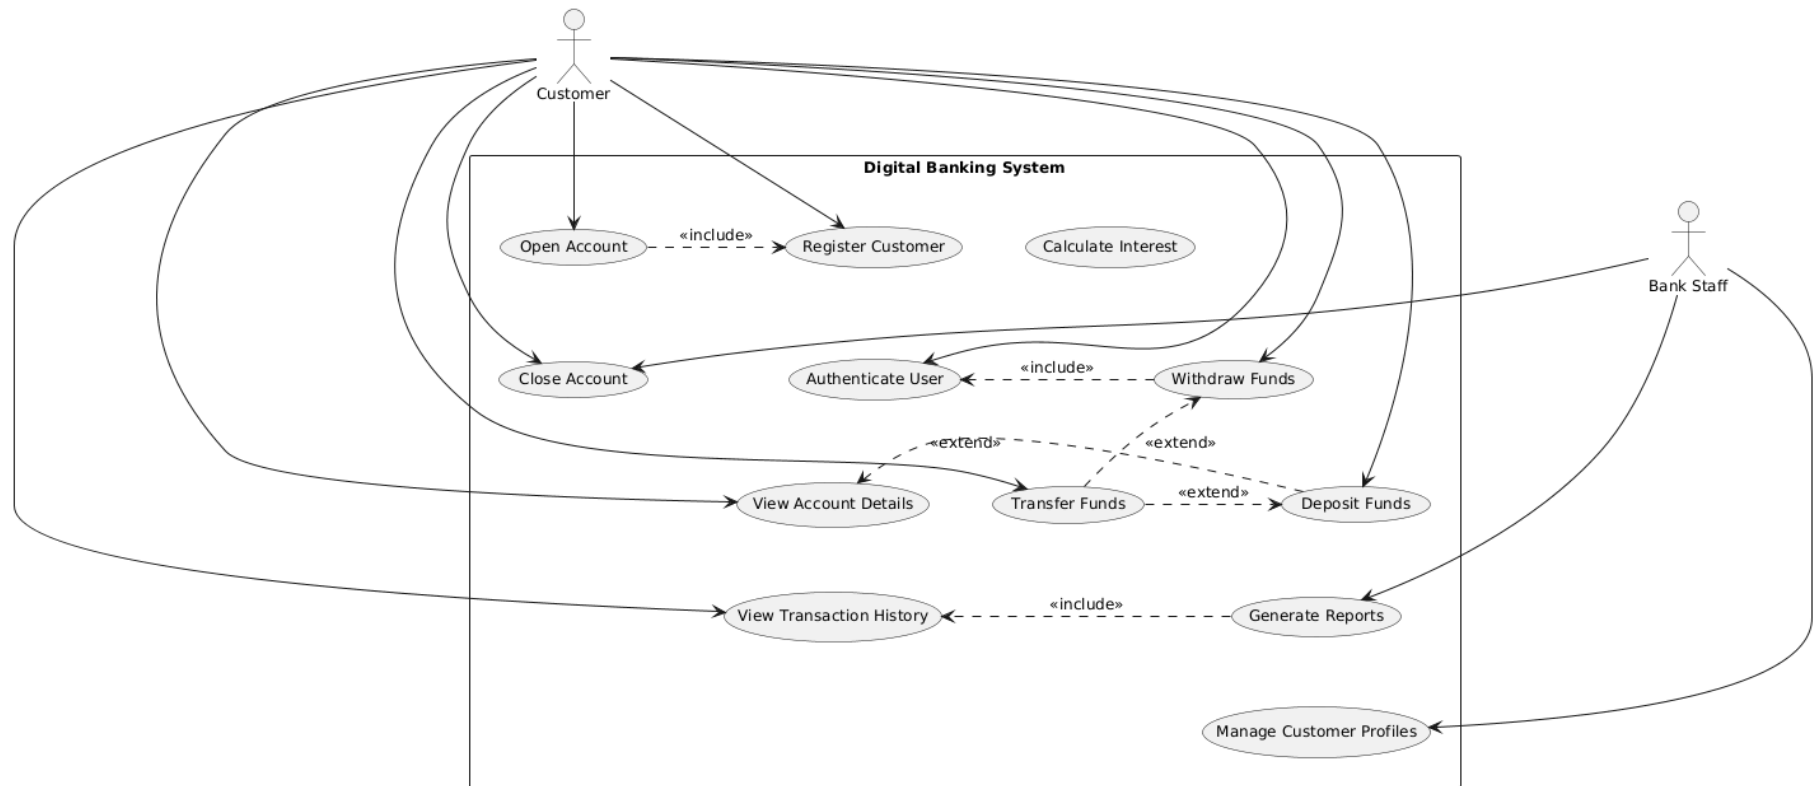 Customer
Digital Banking System
Open Account
«include»
Register Customer
Calculate Interest
Bank Staff
Close Account
Authenticate User
«include»
Withdraw Funds
«extend»
«extend»
View Account Details
Transfer Funds
«extend»
Deposit Funds
View Transaction History
«include»
Generate Reports
Manage Customer Profiles